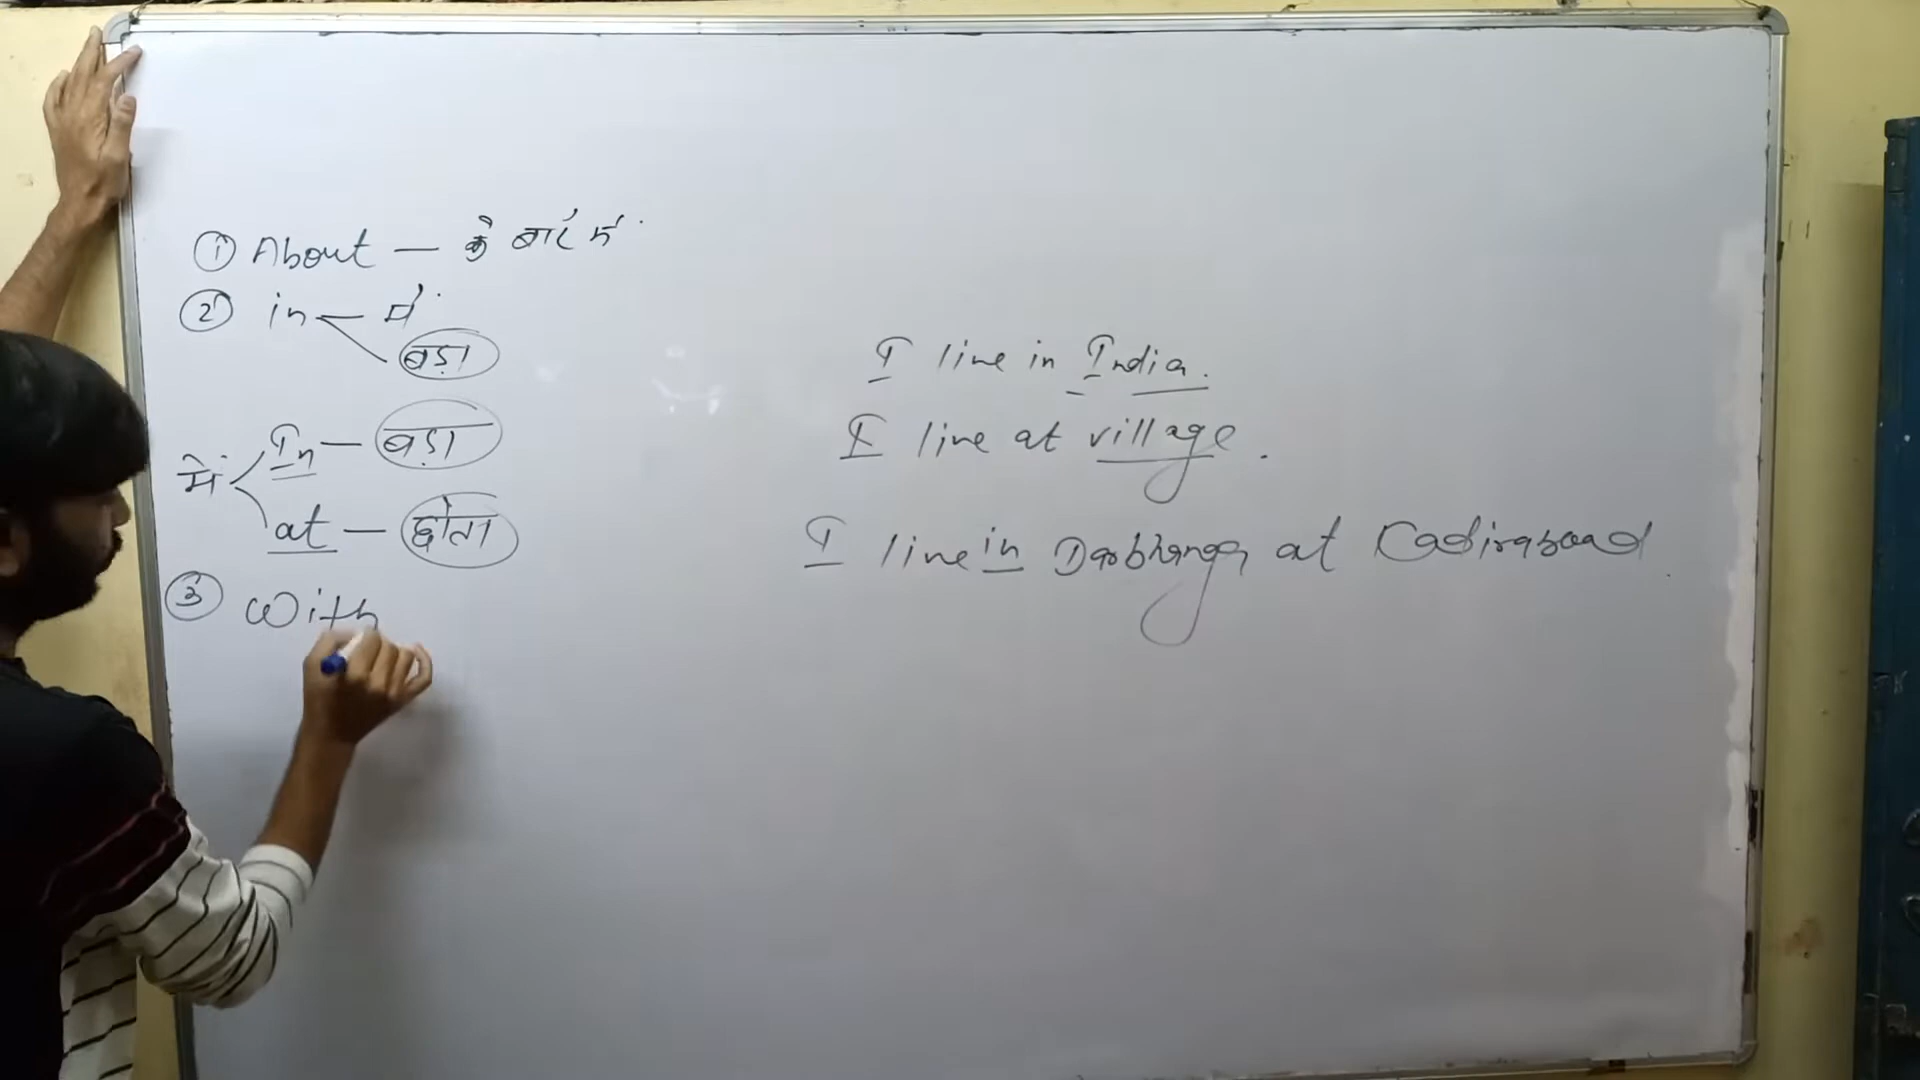 ① About — के बारे में
② in — में
बड़ा
में In — बड़ा
at — छोटा
③ With
I live in India.
I live at village.
I live in Darbhanga at Kadirabaad